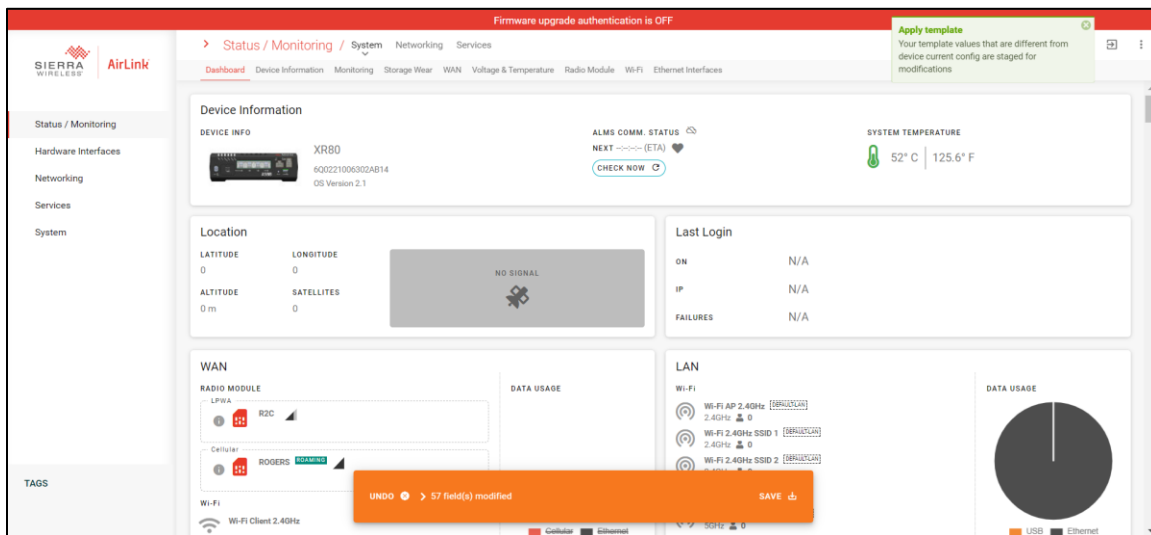 Firmware upgrade authentication is OFF
Apply template
Your template values that are different from
device current config are staged for
modifications
SIERRA
WIRELESS
AirLink
Status / Monitoring / System Networking Services
Dashboard Device Information Monitoring Storage Wear WAN Voltage & Temperature Radio Module Wi-Fi Ethernet Interfaces
Status / Monitoring
Hardware Interfaces
Networking
Services
System
TAGS
Device Information
DEVICE INFO
XR80
6Q0221006302AB14
OS Version 2.1
ALMS COMM. STATUS
NEXT --:--:-- (ETA)
CHECK NOW
SYSTEM TEMPERATURE
52° C 125.6° F
Location
LATITUDE LONGITUDE
0 0
ALTITUDE SATELLITES
0 m 0
NO SIGNAL
Last Login
ON N/A
IP N/A
FAILURES N/A
WAN
RADIO MODULE
LPWA
R2C
Cellular
ROGERS ROAMING
Wi-Fi
Wi-Fi Client 2.4GHz
DATA USAGE
Cellular Ethernet
LAN
Wi-Fi
Wi-Fi AP 2.4GHz DEFAULT-LAN
2.4GHz 0
Wi-Fi 2.4GHz SSID 1 DEFAULT-LAN
2.4GHz 0
Wi-Fi 2.4GHz SSID 2 DEFAULT-LAN
5GHz 0
DATA USAGE
USB Ethernet
UNDO > 57 field(s) modified SAVE